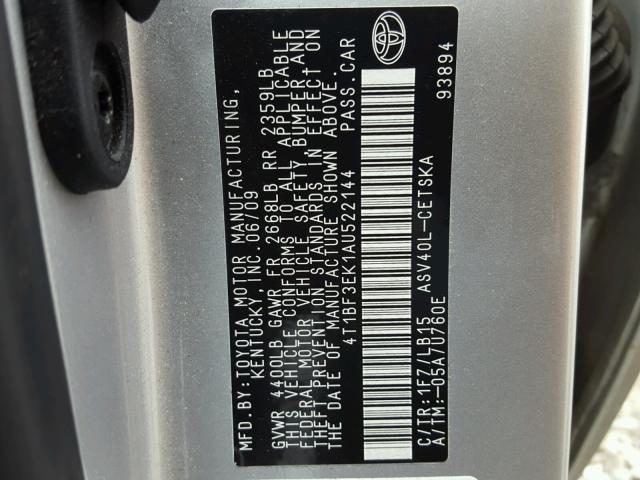 MFD.BY:TOYOTA MOTOR MANUFACTURING,
KENTUCKY, INC.06/09
GVWR 4400LB GAWR FR 2668LB RR 2359LB
THIS VEHICLE CONFORMS TO ALL APPLICABLE
FEDERAL MOTOR VEHICLE SAFETY, BUMPER,AND
THEFT PREVENTION STANDARDS IN EFFECT ON
THE DATE OF MANUFACTURE SHOWN ABOVE.
4T1BF3EK1AU522144 PASS.CAR
C/TR:1F7/LB15 ASV40L-CETSKA
A/TM:-05A/U760E
93894